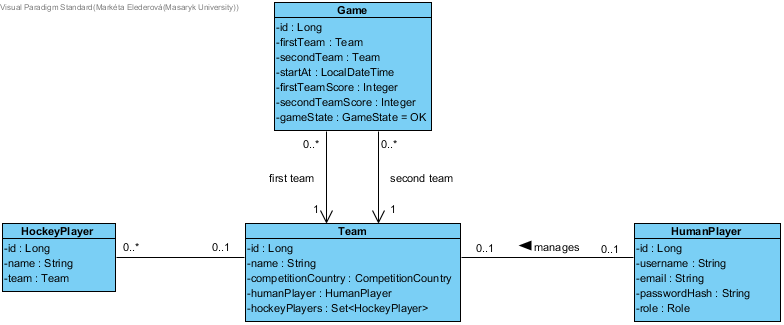 Visual Paradigm Standard(Markéta Elederová(Masaryk University))
Game
-id : Long
-firstTeam : Team
-secondTeam : Team
-startAt : LocalDateTime
-firstTeamScore : Integer
-secondTeamScore : Integer
-gameState : GameState = OK
0..*
0..*
first team
second team
1
1
HockeyPlayer
-id : Long
-name : String
-team : Team
0..*
0..1
Team
-id : Long
-name : String
-competitionCountry : CompetitionCountry
-humanPlayer : HumanPlayer
-hockeyPlayers : Set<HockeyPlayer>
0..1
manages
0..1
HumanPlayer
-id : Long
-username : String
-email : String
-passwordHash : String
-role : Role